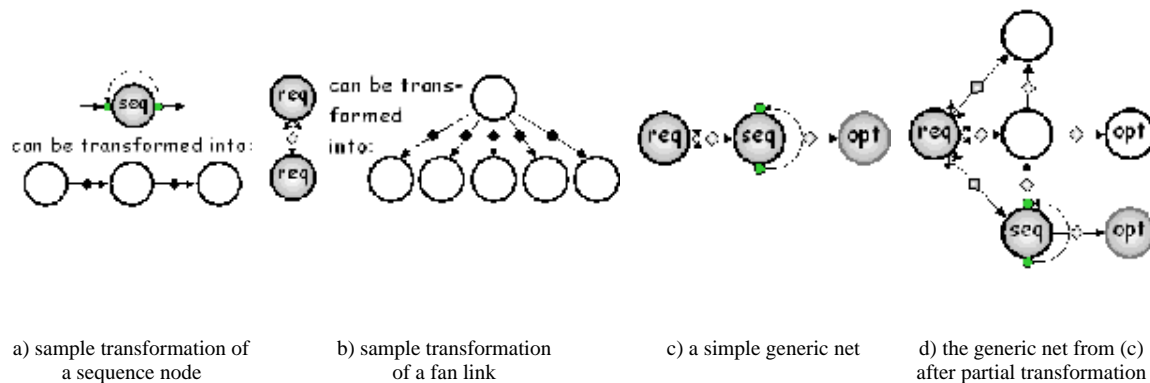 seq
can be transformed into:
req
req
can be trans-
formed
into:
req
seq
opt
req
opt
seq
opt
a) sample transformation of
a sequence node
b) sample transformation
of a fan link
c) a simple generic net
d) the generic net from (c)
after partial transformation